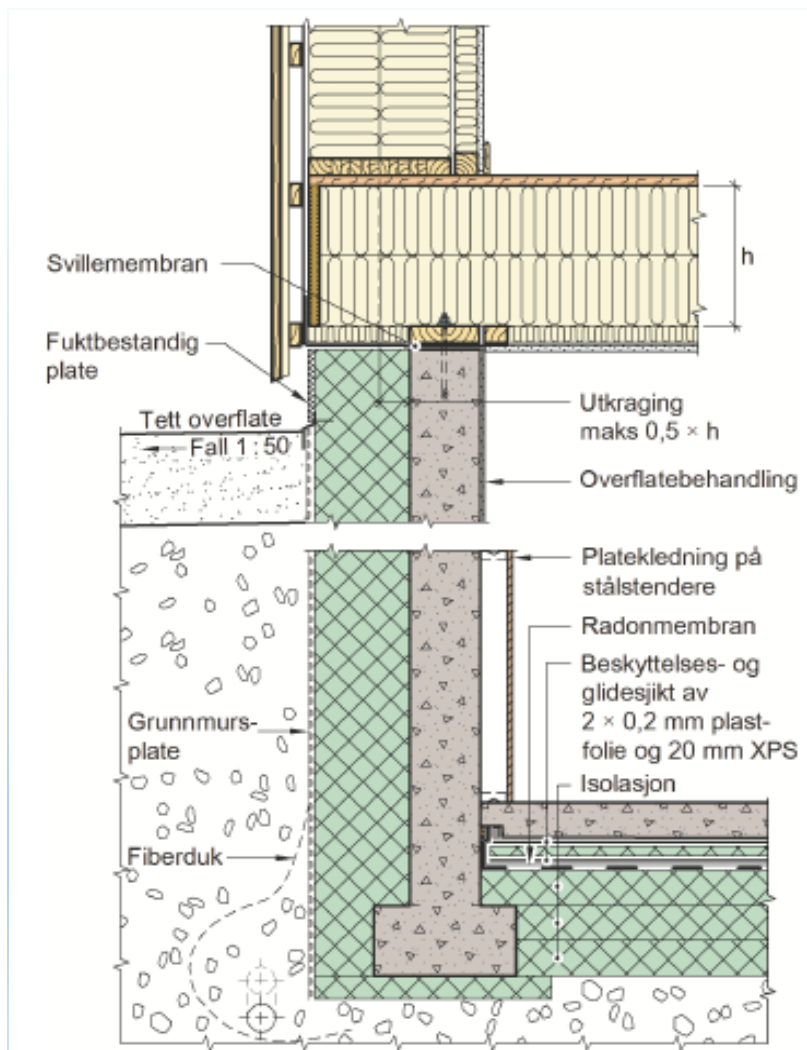 h
Svillemembran
Fuktbestandig
plate
Tett overflate
Fall 1 : 50
Utkraging
maks 0,5 × h
Overflatebehandling
Platekledning på
stålstendere
Radonmembran
Beskyttelses- og
glidesjikt av
2 × 0,2 mm plast-
folie og 20 mm XPS
Isolasjon
Grunnmurs-
plate
Fiberduk